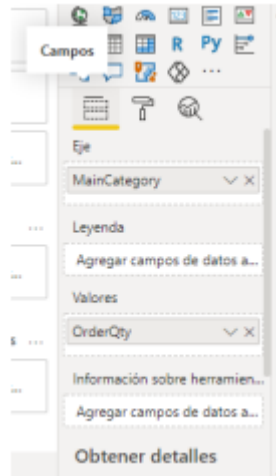 Campos
R Py
Eje
MainCategory
...
Leyenda
Agregar campos de datos a...
Valores
OrderQty
s ...
Información sobre herramien...
Agregar campos de datos a...
Obtener detalles